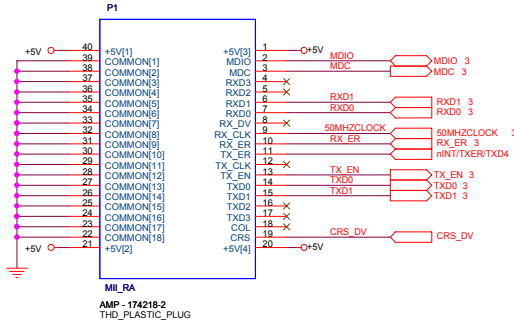 P1
+5V 40 +5V[1] +5V[3] 1 +5V
39 COMMON[1] MDIO 2 MDIO MDIO 3
38 COMMON[2] MDC 3 MDC MDC 3
37 COMMON[3] RXD3 4
36 COMMON[4] RXD2 5
35 COMMON[5] RXD1 6 RXD1 RXD1 3
34 COMMON[6] RXD0 7 RXD0 RXD0 3
33 COMMON[7] RX_DV 8
32 COMMON[8] RX_CLK 9 50MHZCLOCK 50MHZCLOCK 3
31 COMMON[9] RX_ER 10 RX_ER RX_ER 3
30 COMMON[10] TX_ER 11 nINT/TXER/TXD4
29 COMMON[11] TX_CLK 12
28 COMMON[12] TX_EN 13 TX_EN TX_EN 3
27 COMMON[13] TXD0 14 TXD0 TXD0 3
26 COMMON[14] TXD1 15 TXD1 TXD1 3
25 COMMON[15] TXD2 16
24 COMMON[16] TXD3 17
23 COMMON[17] COL 18
22 COMMON[18] CRS 19 CRS_DV CRS_DV
+5V 21 +5V[2] +5V[4] 20 +5V
MII_RA
AMP - 174218-2
THD_PLASTIC_PLUG